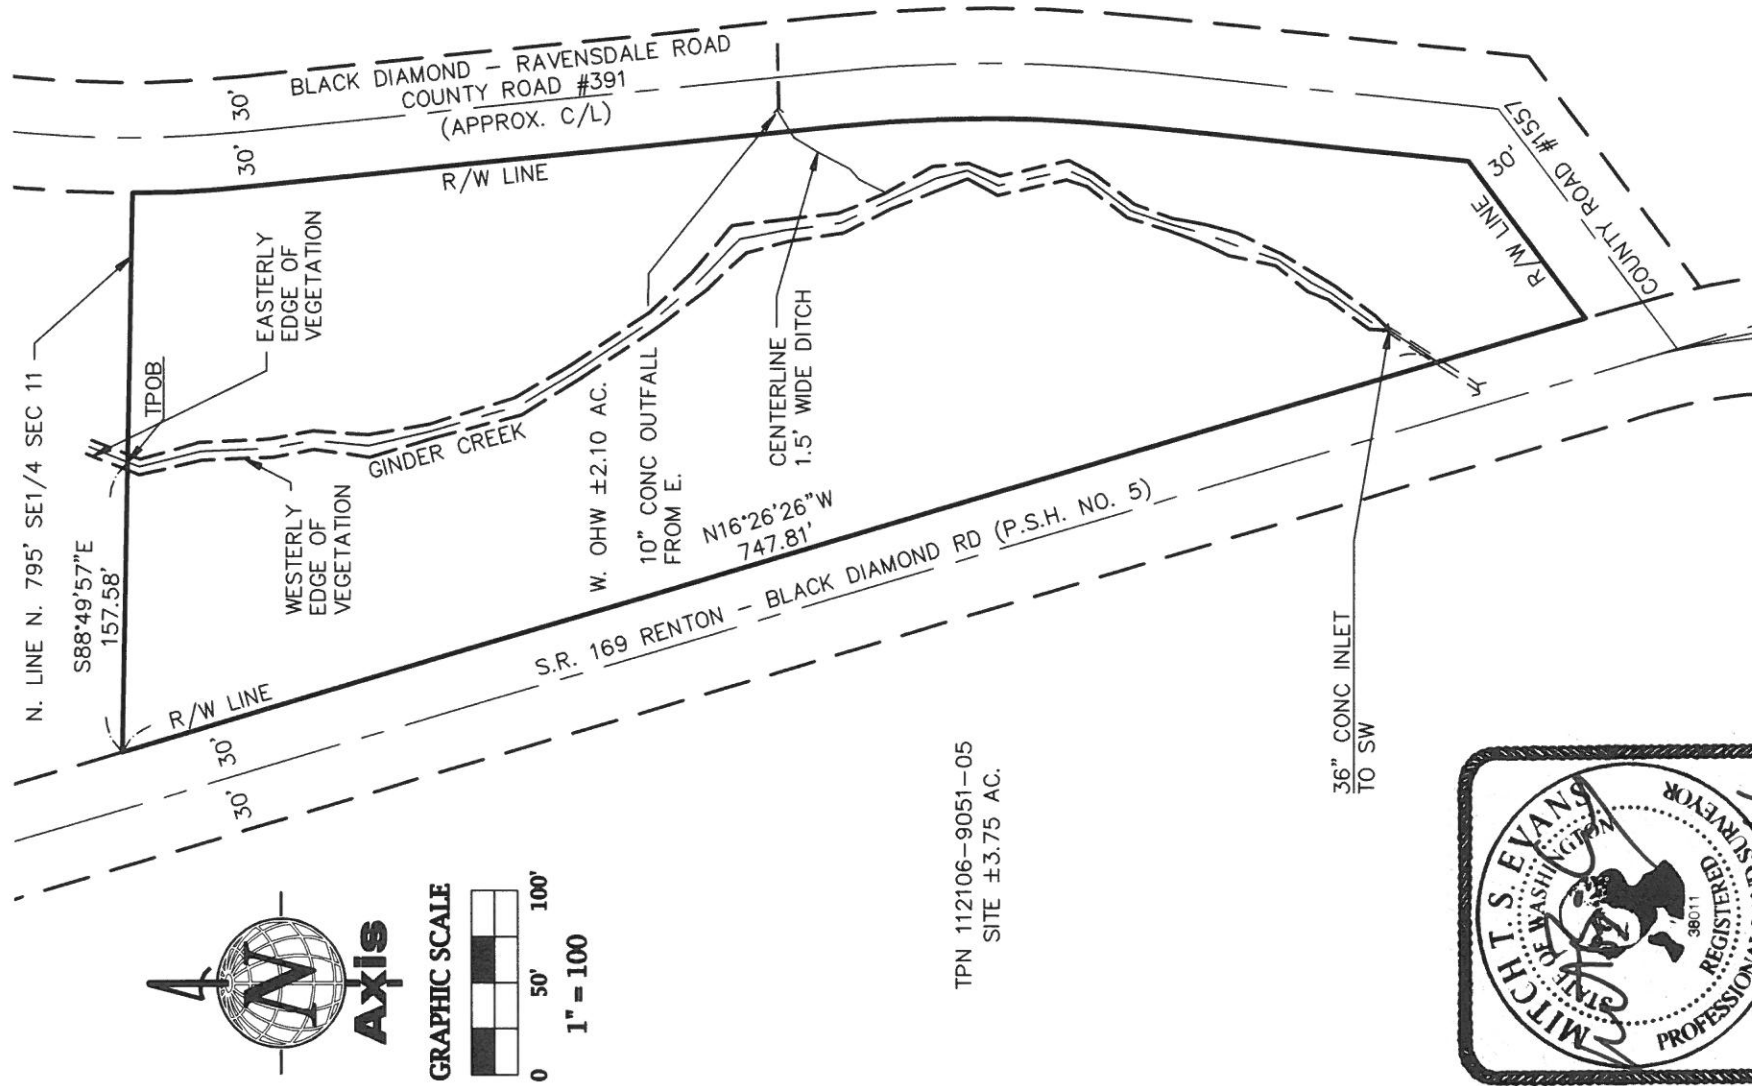 N. LINE N. 795' SE1/4 SEC 11
S88°49'57"E
157.58'
TPOB
EASTERLY
EDGE OF
VEGETATION
WESTERLY
EDGE OF
VEGETATION
GINDER CREEK
BLACK DIAMOND - RAVENSDALE ROAD
COUNTY ROAD #391
(APPROX. C/L)
30'
30'
R/W LINE
W. OHW ±2.10 AC.
10" CONC OUTFALL
FROM E.
CENTERLINE
1.5' WIDE DITCH
N16°26'26"W
747.81'
R/W LINE
30'
30'
S.R. 169 RENTON - BLACK DIAMOND RD (P.S.H. NO. 5)
30'
R/W LINE
COUNTY ROAD #1557
36" CONC INLET
TO SW
TPN 112106-9051-05
SITE ±3.75 AC.
N
Axis
GRAPHIC SCALE
0 50' 100'
1" = 100
MITCH T. S. EVANS
STATE OF WASHINGTON
38011
REGISTERED
PROFESSIONAL LAND SURVEYOR